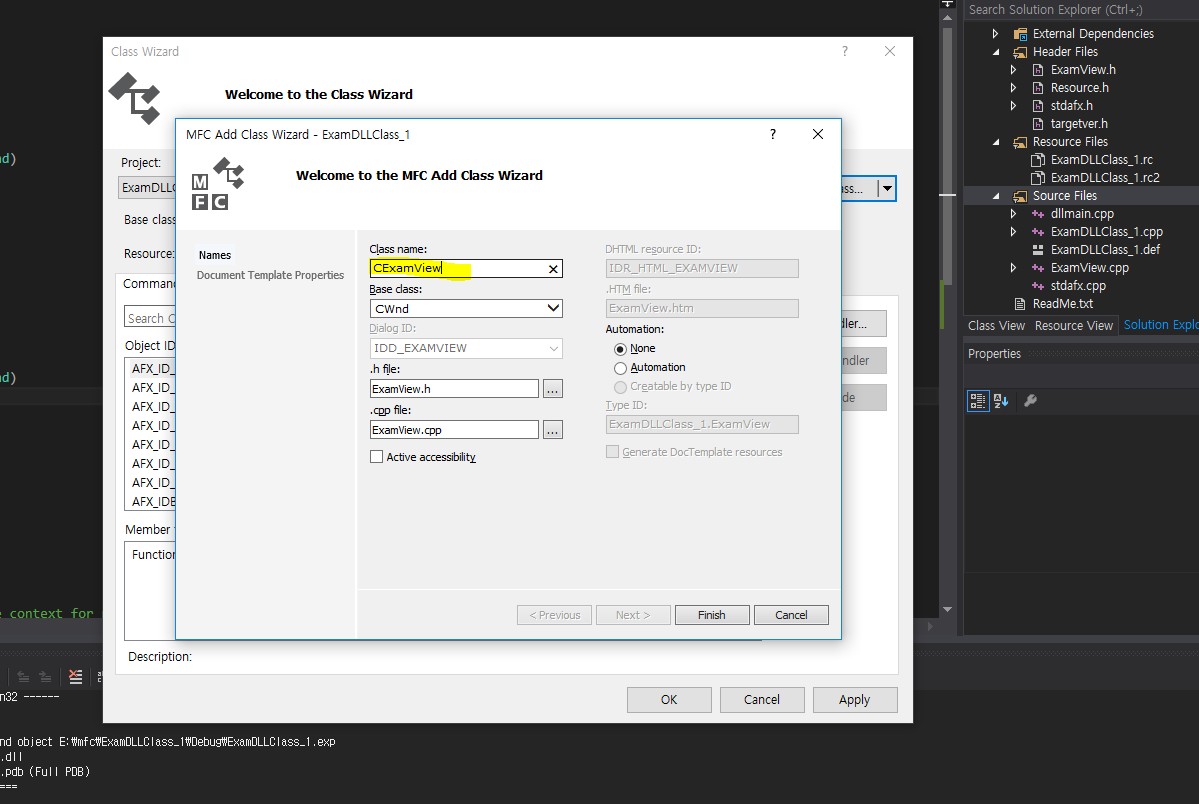 Search Solution Explorer (Ctrl+;)
External Dependencies
Header Files
ExamView.h
Resource.h
stdafx.h
targetver.h
Resource Files
ExamDLLClass_1.rc
ExamDLLClass_1.rc2
Source Files
dllmain.cpp
ExamDLLClass_1.cpp
ExamDLLClass_1.def
ExamView.cpp
stdafx.cpp
ReadMe.txt
Class View Resource View Solution Explo
Properties
Class Wizard
?
Welcome to the Class Wizard
Project:
ExamDLLC
ass...
Base class
Resource:
Command
Search C
Object ID
AFX_ID_
AFX_ID_
AFX_ID_
AFX_ID_
AFX_ID_
AFX_ID_
AFX_ID_
AFX_IDB
dler...
ndler
de
Member
Function
Description:
OK
Cancel
Apply
MFC Add Class Wizard - ExamDLLClass_1
?
M
F C
Welcome to the MFC Add Class Wizard
Names
Document Template Properties
Class name:
CExamView
Base class:
CWnd
Dialog ID:
IDD_EXAMVIEW
.h file:
ExamView.h
...
.cpp file:
ExamView.cpp
...
Active accessibility
DHTML resource ID:
IDR_HTML_EXAMVIEW
.HTM file:
ExamView.htm
Automation:
None
Automation
Creatable by type ID
Type ID:
ExamDLLClass_1.ExamView
Generate DocTemplate resources
< Previous
Next >
Finish
Cancel
nd)
nd)
context for
n32 ------
nd object E:\mfc\ExamDLLClass_1\Debug\ExamDLLClass_1.exp
.dll
.pdb (Full PDB)
===